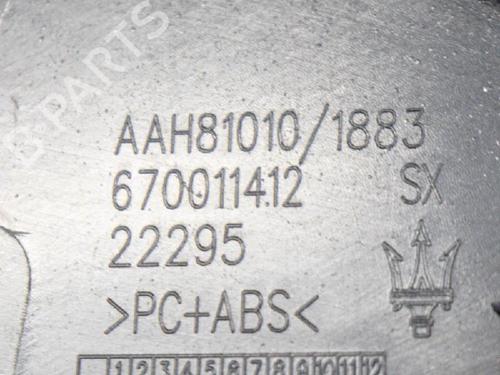 B-PARTS
AAH81010/1883
670011412 SX
22295
>PC+ABS<
1 2 3 4 5 6 7 8 9 10 11 12